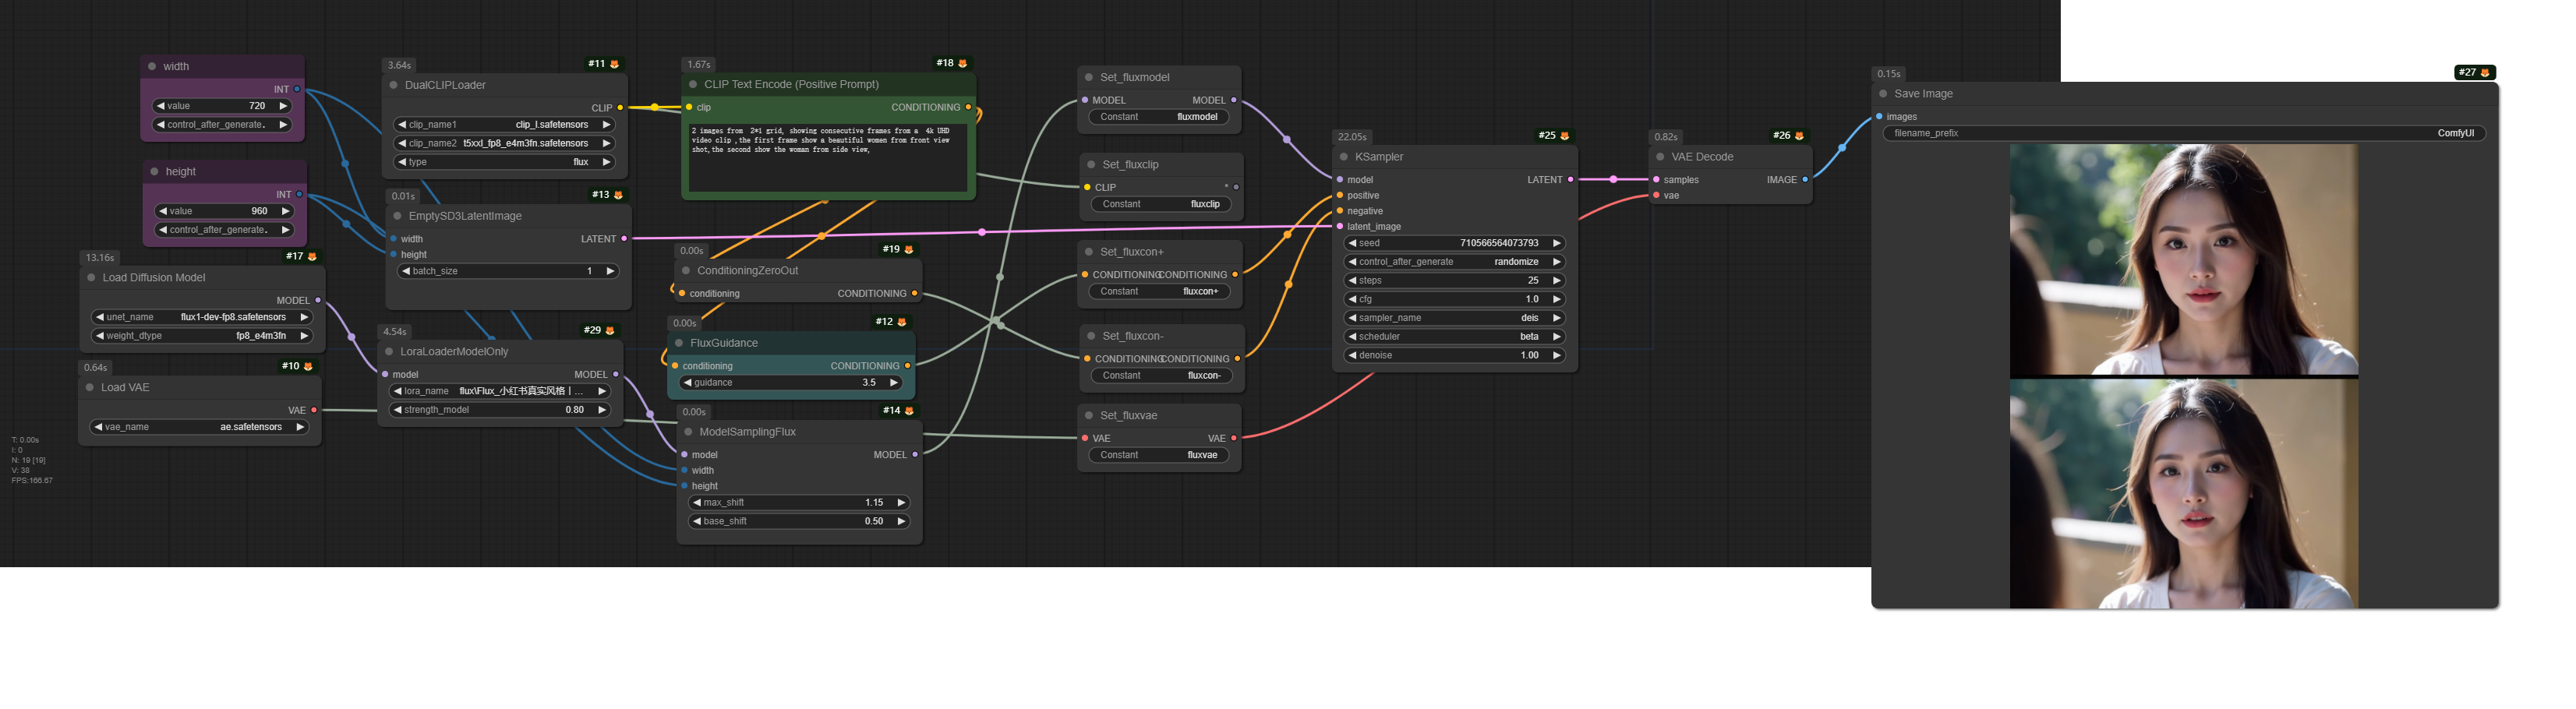 width
INT
value 720
control_after_generate.
height
INT
value 960
control_after_generate.
13.16s
#17
Load Diffusion Model
MODEL
unet_name flux1-dev-fp8.safetensors
weight_dtype fp8_e4m3fn
0.64s
#10
Load VAE
VAE
vae_name ae.safetensors
T: 0.00s
I: 0
N: 19 [19]
V: 38
FPS:166.67
3.64s
#11
DualCLIPLoader
CLIP
clip_name1 clip_l.safetensors
clip_name2 t5xxl_fp8_e4m3fn.safetensors
type flux
0.01s
#13
EmptySD3LatentImage
width LATENT
height
batch_size 1
4.54s
#29
LoraLoaderModelOnly
model MODEL
lora_name flux\Flux_小红书真实风格丨...
strength_model 0.80
1.67s
#18
CLIP Text Encode (Positive Prompt)
clip CONDITIONING
2 images from 2*1 grid, showing consecutive frames from a 4k UHD
video clip ,the first frame show a beautiful women from front view
shot,the second show the woman from side view,
0.00s
#19
ConditioningZeroOut
conditioning CONDITIONING
0.00s
#12
FluxGuidance
conditioning CONDITIONING
guidance 3.5
0.00s
#14
ModelSamplingFlux
model MODEL
width
height
max_shift 1.15
base_shift 0.50
Set_fluxmodel
MODEL MODEL
Constant fluxmodel
Set_fluxclip
CLIP *
Constant fluxclip
Set_fluxcon+
CONDITIONING CONDITIONING
Constant fluxcon+
Set_fluxcon-
CONDITIONING CONDITIONING
Constant fluxcon-
Set_fluxvae
VAE VAE
Constant fluxvae
22.05s
#25
KSampler
model LATENT
positive
negative
latent_image
seed 710566564073793
control_after_generate randomize
steps 25
cfg 1.0
sampler_name deis
scheduler beta
denoise 1.00
0.82s
#26
VAE Decode
samples IMAGE
vae
0.15s
#27
Save Image
images
filename_prefix ComfyUI